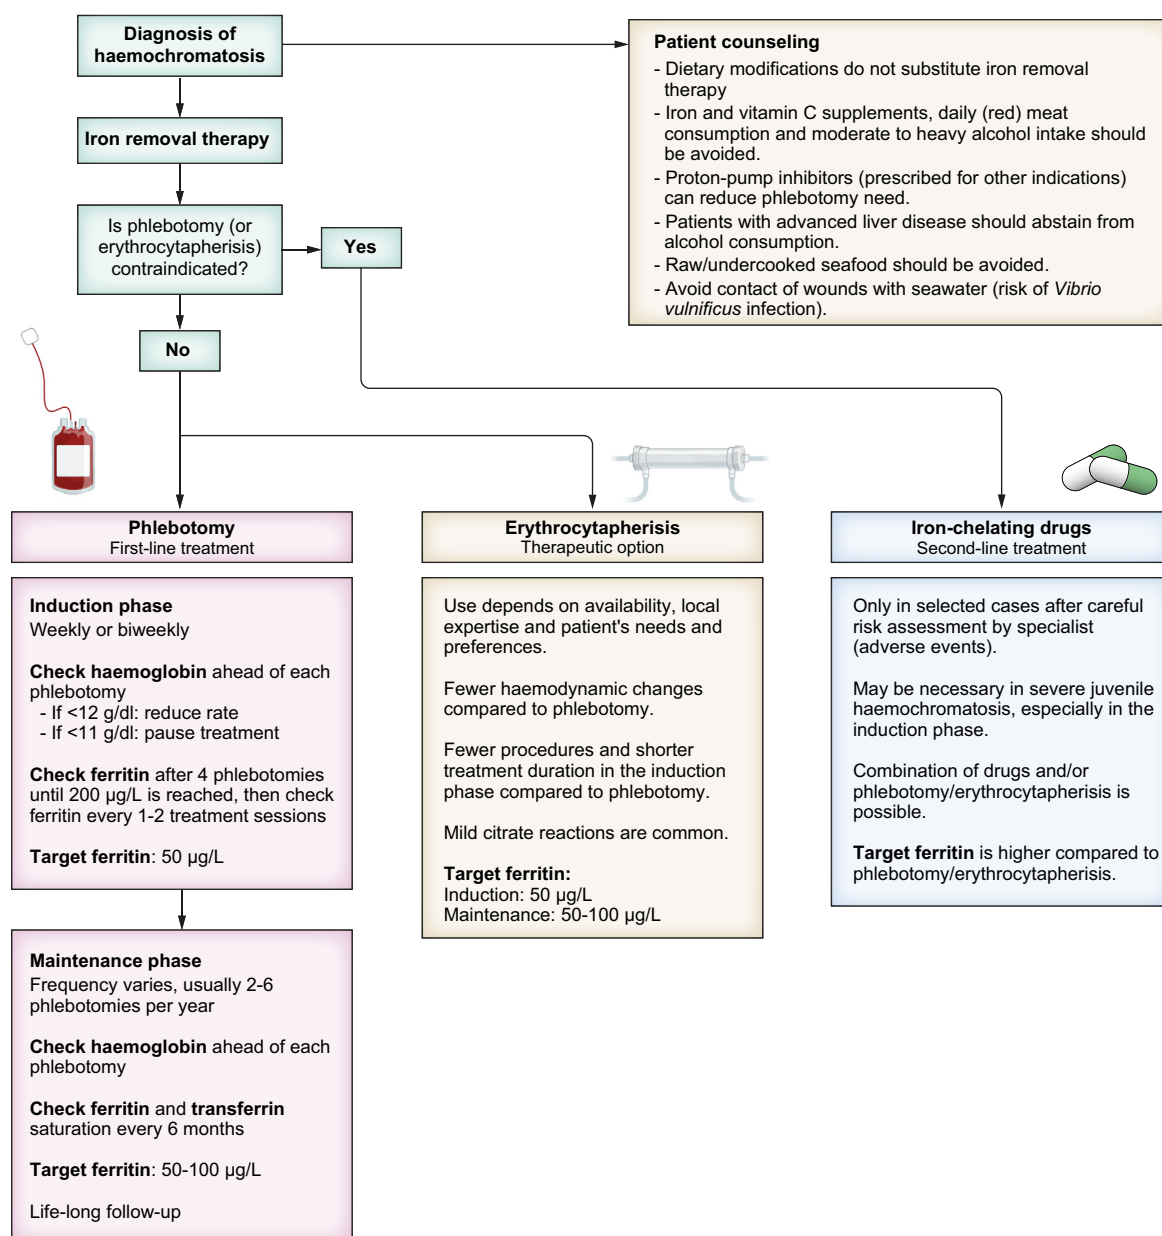 Diagnosis of
haemochromatosis
Patient counseling
- Dietary modifications do not substitute iron removal
therapy
- Iron and vitamin C supplements, daily (red) meat
consumption and moderate to heavy alcohol intake should
be avoided.
- Proton-pump inhibitors (prescribed for other indications)
can reduce phlebotomy need.
- Patients with advanced liver disease should abstain from
alcohol consumption.
- Raw/undercooked seafood should be avoided.
- Avoid contact of wounds with seawater (risk of Vibrio
vulnificus infection).
Iron removal therapy
Is phlebotomy (or
erythrocytapherisis)
contraindicated?
Yes
No
Phlebotomy
First-line treatment
Induction phase
Weekly or biweekly
Check haemoglobin ahead of each
phlebotomy
- If <12 g/dl: reduce rate
- If <11 g/dl: pause treatment
Check ferritin after 4 phlebotomies
until 200 µg/L is reached, then check
ferritin every 1-2 treatment sessions
Target ferritin: 50 µg/L
Maintenance phase
Frequency varies, usually 2-6
phlebotomies per year
Check haemoglobin ahead of each
phlebotomy
Check ferritin and transferrin
saturation every 6 months
Target ferritin: 50-100 µg/L
Life-long follow-up
Erythrocytapherisis
Therapeutic option
Use depends on availability, local
expertise and patient's needs and
preferences.
Fewer haemodynamic changes
compared to phlebotomy.
Fewer procedures and shorter
treatment duration in the induction
phase compared to phlebotomy.
Mild citrate reactions are common.
Target ferritin:
Induction: 50 µg/L
Maintenance: 50-100 µg/L
Iron-chelating drugs
Second-line treatment
Only in selected cases after careful
risk assessment by specialist
(adverse events).
May be necessary in severe juvenile
haemochromatosis, especially in the
induction phase.
Combination of drugs and/or
phlebotomy/erythrocytapherisis is
possible.
Target ferritin is higher compared to
phlebotomy/erythrocytapherisis.